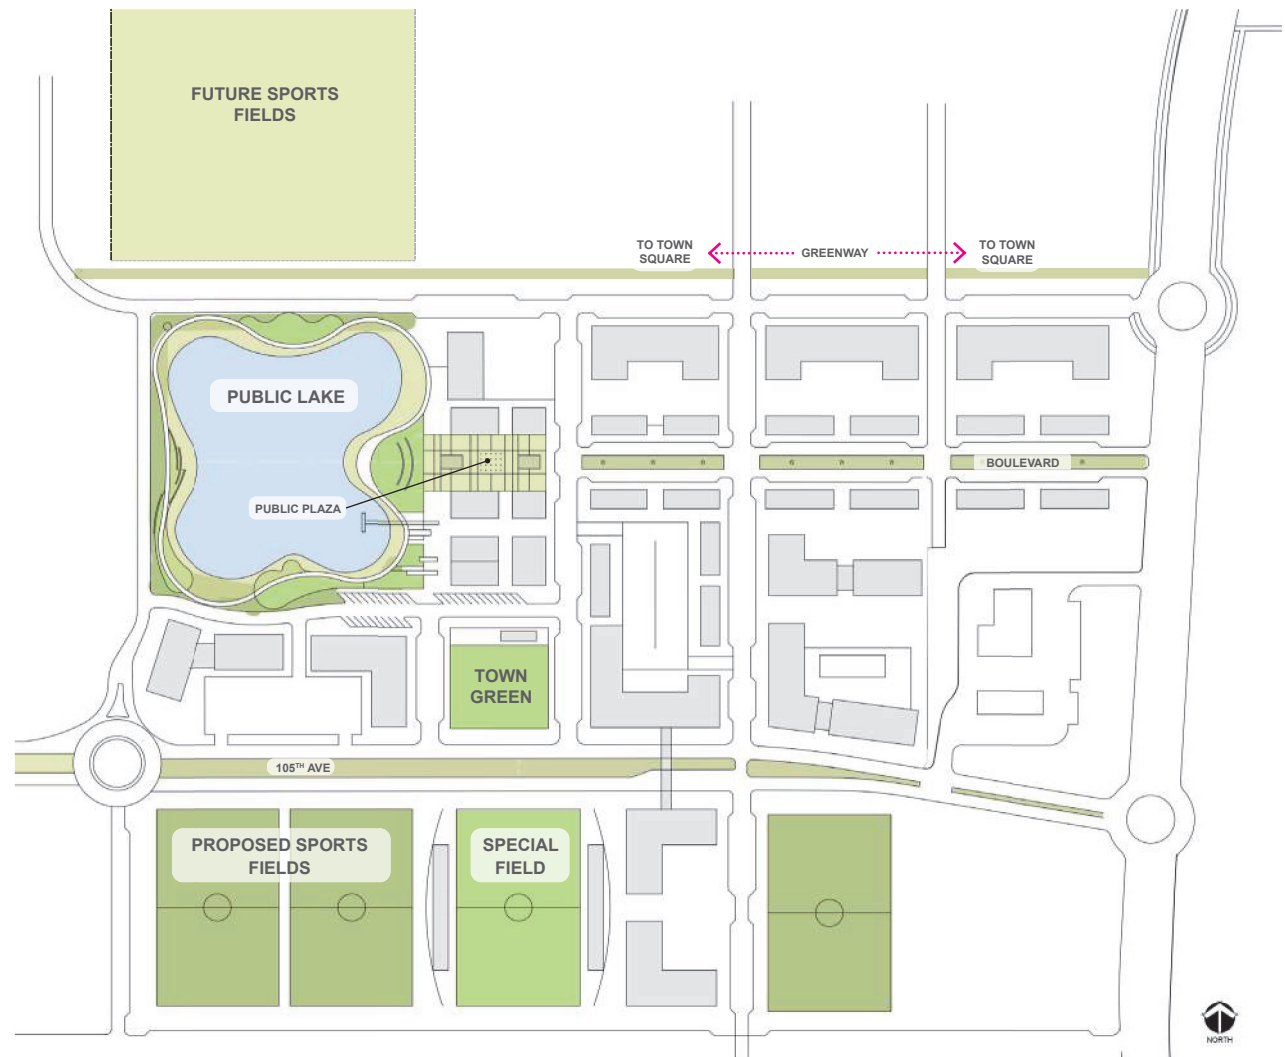 FUTURE SPORTS
FIELDS
TO TOWN
SQUARE
GREENWAY
TO TOWN
SQUARE
PUBLIC LAKE
BOULEVARD
PUBLIC PLAZA
TOWN
GREEN
105TH AVE
PROPOSED SPORTS
FIELDS
SPECIAL
FIELD
NORTH